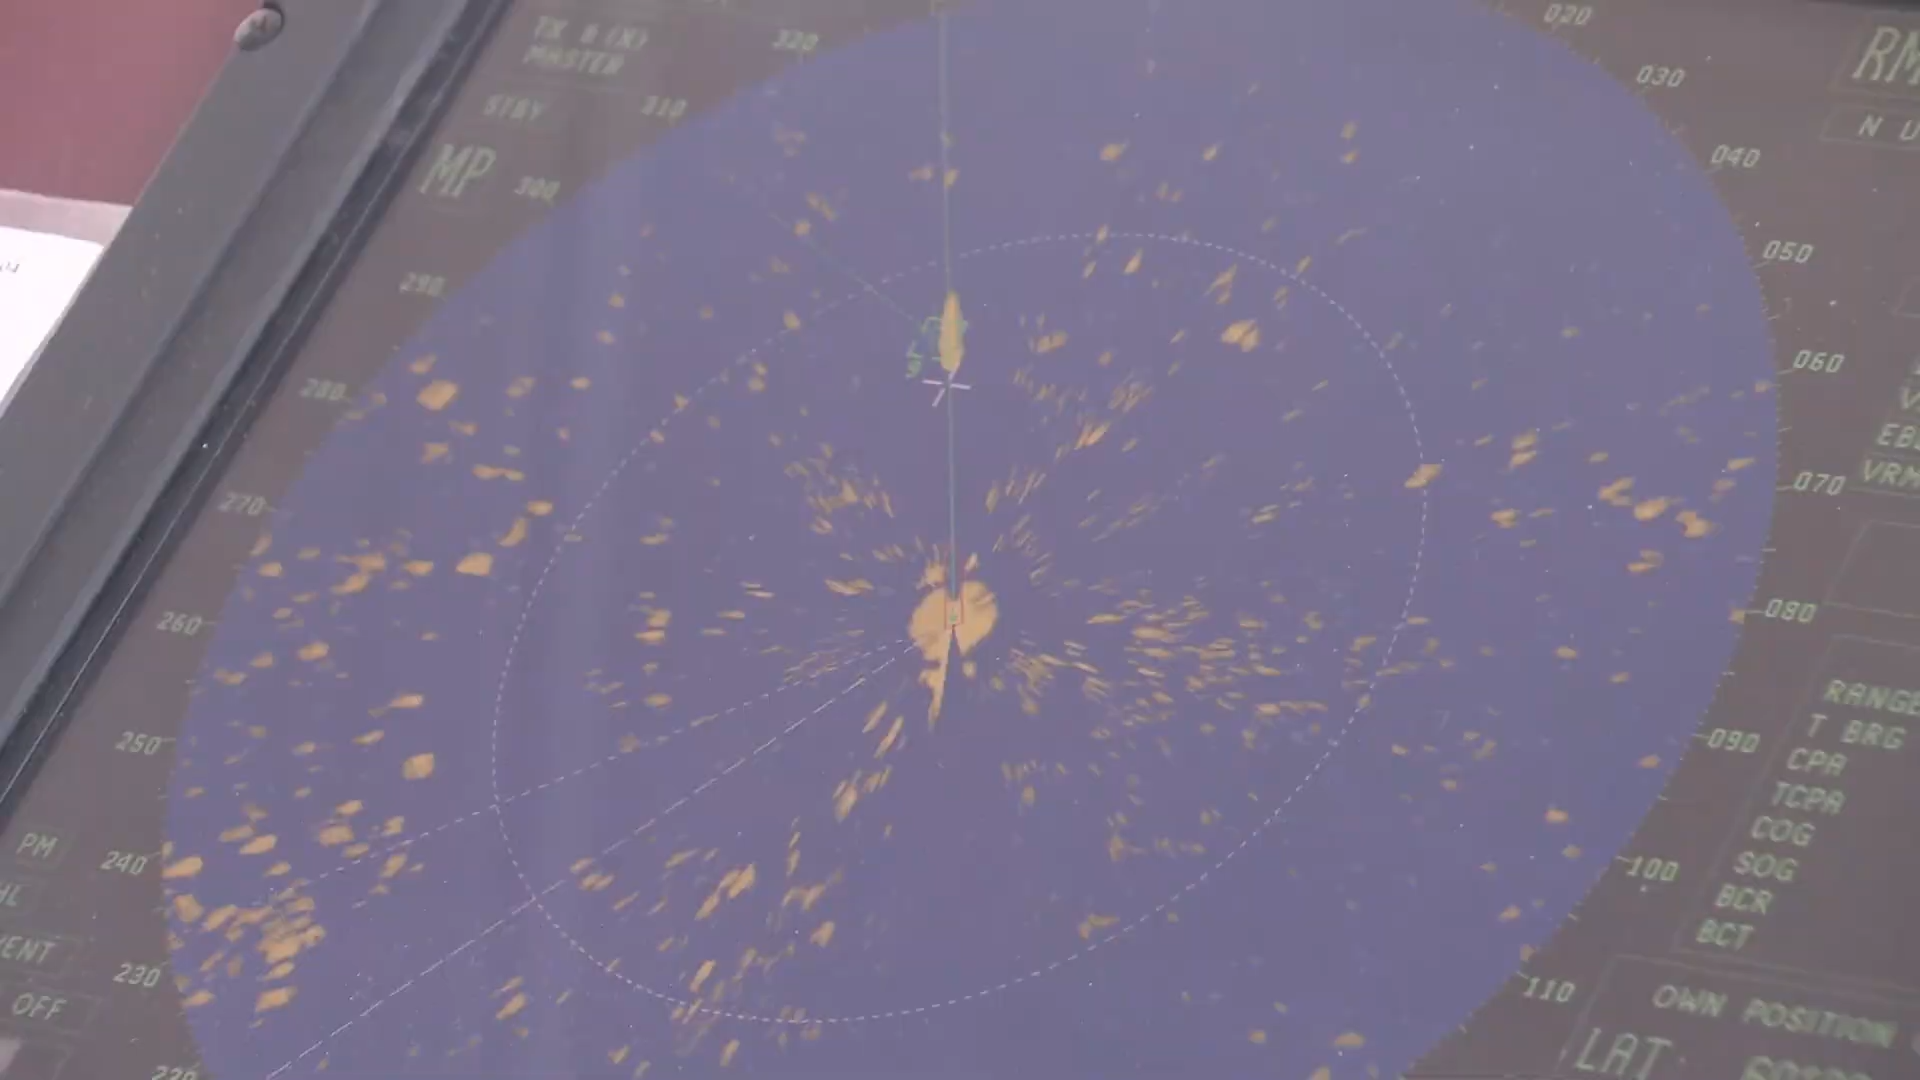 TX B (X)
MASTER
STBY
MP
320
310
300
290
280
270
260
250
240
230
220
020
030
040
050
060
070
080
090
100
110
RM
N U
EBL
VRM
RANGE
T BRG
CPA
TCPA
COG
SOG
BCR
BCT
OWN POSITION
LAT
PM
OFF
9